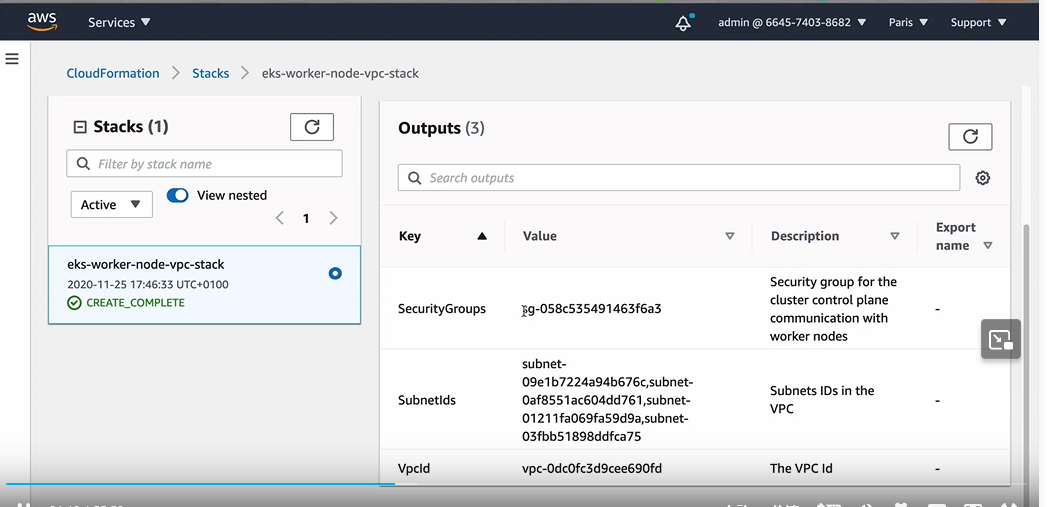 aws
Services
admin @ 6645-7403-8682
Paris
Support
CloudFormation
Stacks
eks-worker-node-vpc-stack
Stacks (1)
Filter by stack name
Active
View nested
1
eks-worker-node-vpc-stack
2020-11-25 17:46:33 UTC+0100
CREATE_COMPLETE
Outputs (3)
Search outputs
Key
Value
Description
Export
name
SecurityGroups
sg-058c535491463f6a3
Security group for the
cluster control plane
communication with
worker nodes
-
SubnetIds
subnet-
09e1b7224a94b676c,subnet-
0af8551ac604dd761,subnet-
01211fa069fa59d9a,subnet-
03fbb51898ddfca75
Subnets IDs in the
VPC
-
VpcId
vpc-0dc0fc3d9cee690fd
The VPC Id
-